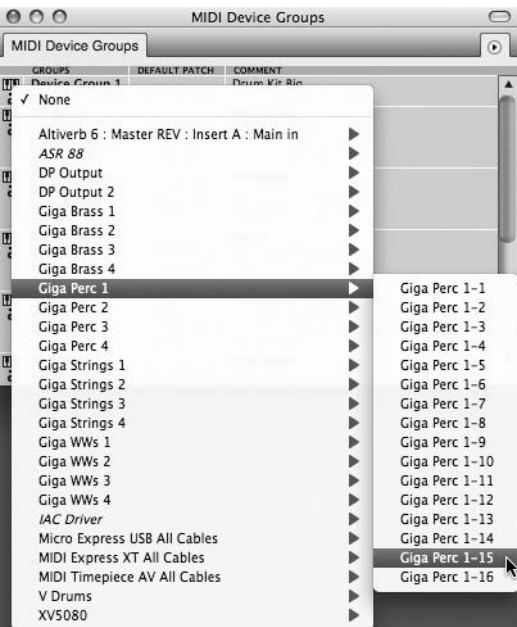 MIDI Device Groups
MIDI Device Groups
GROUPS DEFAULT PATCH COMMENT
Device Group 1 Drum Kit Big
✓ None
Altiverb 6 : Master REV : Insert A : Main in
ASR 88
DP Output
DP Output 2
Giga Brass 1
Giga Brass 2
Giga Brass 3
Giga Brass 4
Giga Perc 1
Giga Perc 2
Giga Perc 3
Giga Perc 4
Giga Strings 1
Giga Strings 2
Giga Strings 3
Giga Strings 4
Giga WWs 1
Giga WWs 2
Giga WWs 3
Giga WWs 4
IAC Driver
Micro Express USB All Cables
MIDI Express XT All Cables
MIDI Timepiece AV All Cables
V Drums
XV5080
Giga Perc 1-1
Giga Perc 1-2
Giga Perc 1-3
Giga Perc 1-4
Giga Perc 1-5
Giga Perc 1-6
Giga Perc 1-7
Giga Perc 1-8
Giga Perc 1-9
Giga Perc 1-10
Giga Perc 1-11
Giga Perc 1-12
Giga Perc 1-13
Giga Perc 1-14
Giga Perc 1-15
Giga Perc 1-16